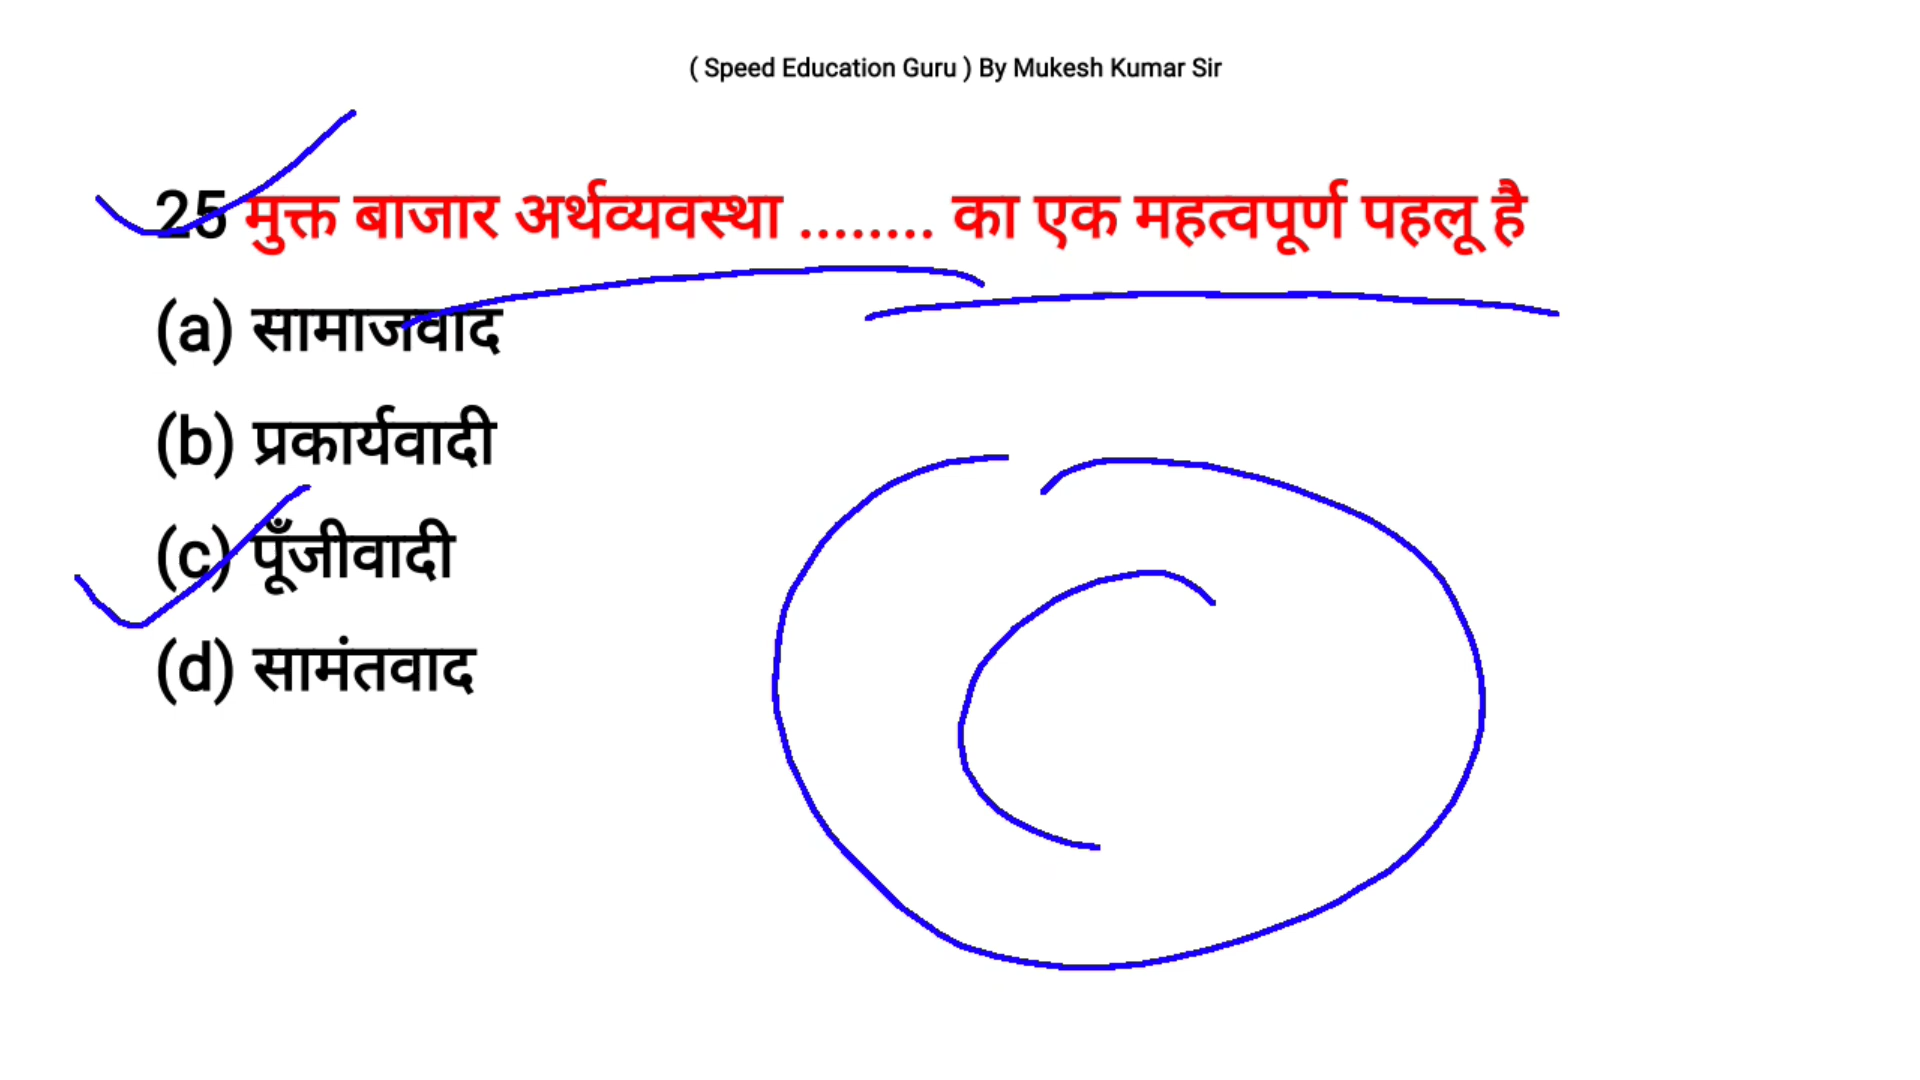 ( Speed Education Guru ) By Mukesh Kumar Sir
25 मुक्त बाजार अर्थव्यवस्था ........ का एक महत्वपूर्ण पहलू है
(a) सामाजवाद
(b) प्रकार्यवादी
(c) पूँजीवादी
(d) सामंतवाद
C